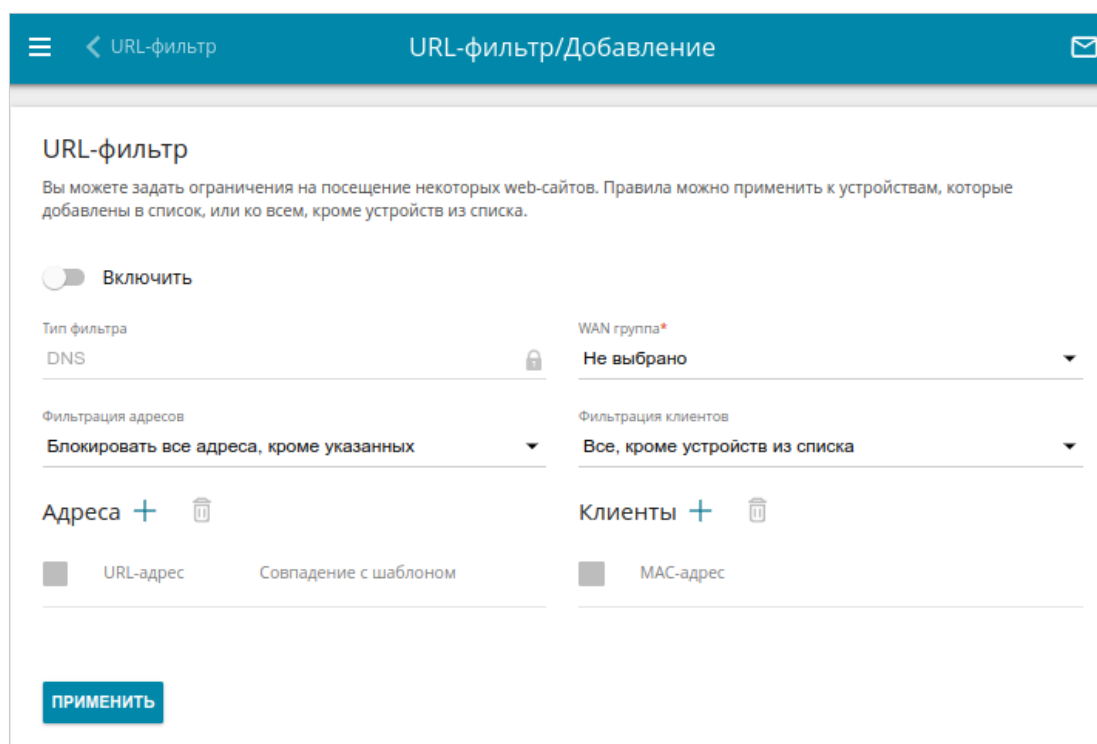 URL-фильтр
URL-фильтр/Добавление
URL-фильтр
Вы можете задать ограничения на посещение некоторых web-сайтов. Правила можно применить к устройствам, которые
добавлены в список, или ко всем, кроме устройств из списка.
Включить
Тип фильтра
DNS
WAN группа*
Не выбрано
Фильтрация адресов
Блокировать все адреса, кроме указанных
Фильтрация клиентов
Все, кроме устройств из списка
Адреса
URL-адрес Совпадение с шаблоном
Клиенты
MAC-адрес
ПРИМЕНИТЬ